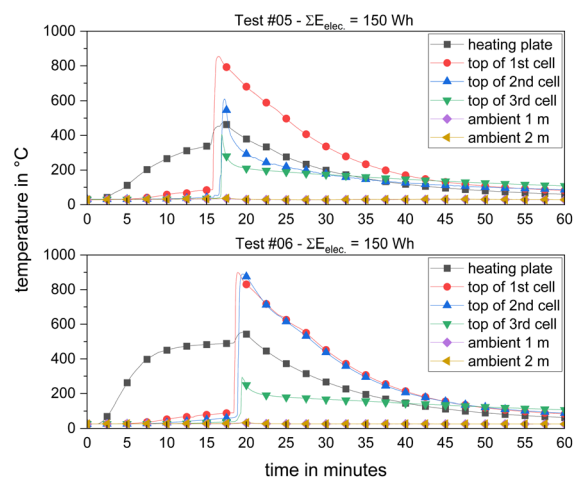 Test #05 - ΣEelec. = 150 Wh
1000
800
600
400
200
0
heating plate
top of 1st cell
top of 2nd cell
top of 3rd cell
ambient 1 m
ambient 2 m
0 5 10 15 20 25 30 35 40 45 50 55 60
temperature in °C
Test #06 - ΣEelec. = 150 Wh
1000
800
600
400
200
0
heating plate
top of 1st cell
top of 2nd cell
top of 3rd cell
ambient 1 m
ambient 2 m
0 5 10 15 20 25 30 35 40 45 50 55 60
time in minutes